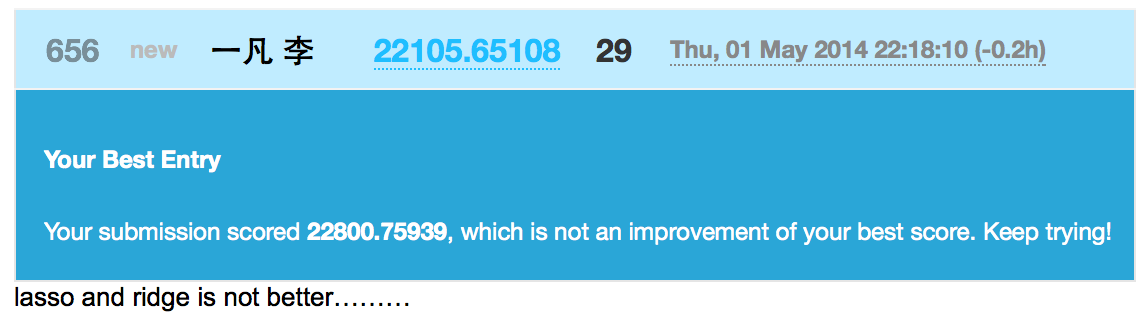 656 new 一凡 李 22105.65108 29 Thu, 01 May 2014 22:18:10 (-0.2h)
Your Best Entry
Your submission scored 22800.75939, which is not an improvement of your best score. Keep trying!
lasso and ridge is not better………